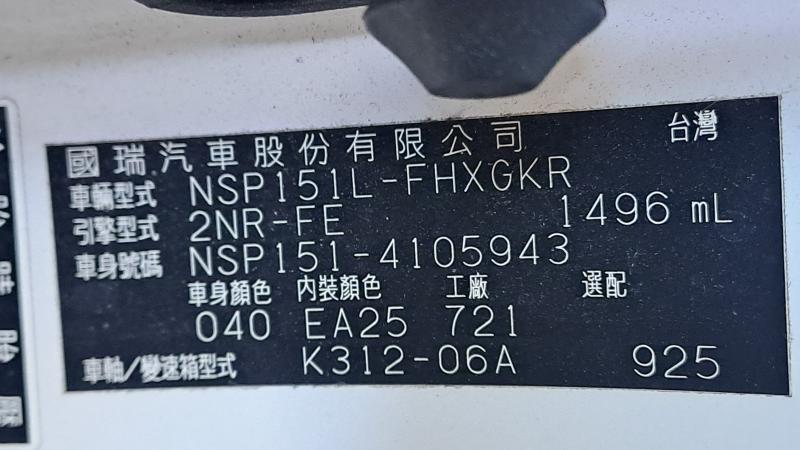 國瑞汽車股份有限公司 台灣
車輛型式 NSP151L-FHXGKR
引擎型式 2NR-FE 1496 mL
車身號碼 NSP151-4105943
車身顏色 內裝顏色 工廠 選配
040 EA25 721
車軸/變速箱型式 K312-06A 925